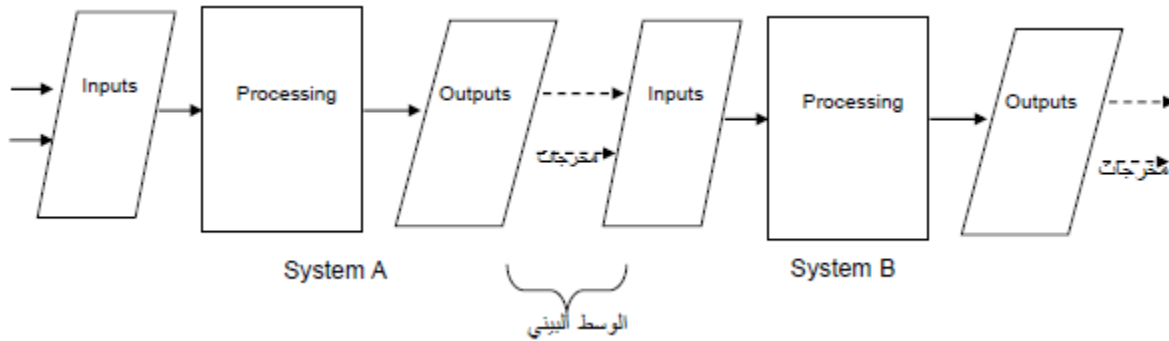 Inputs
Processing
Outputs
Inputs
Processing
Outputs
مخرجات
مخرجات
System A
System B
الوسط البيني